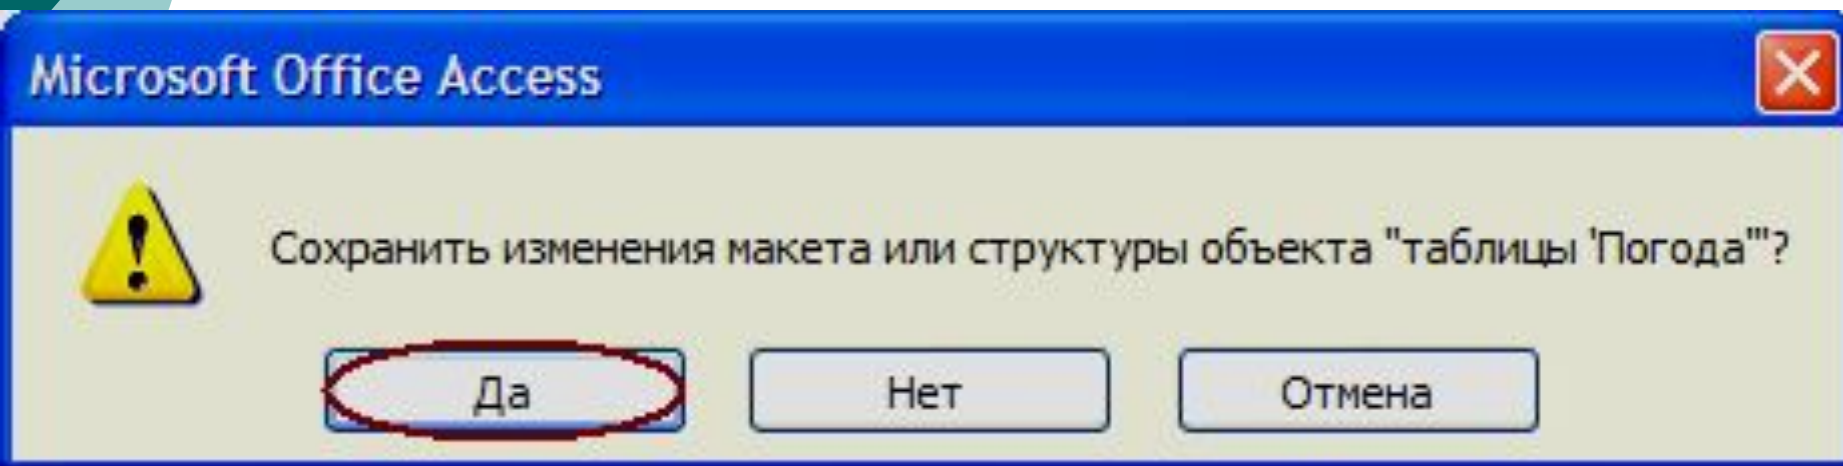 Microsoft Office Access
Сохранить изменения макета или структуры объекта "таблицы 'Погода'"?
Да
Нет
Отмена